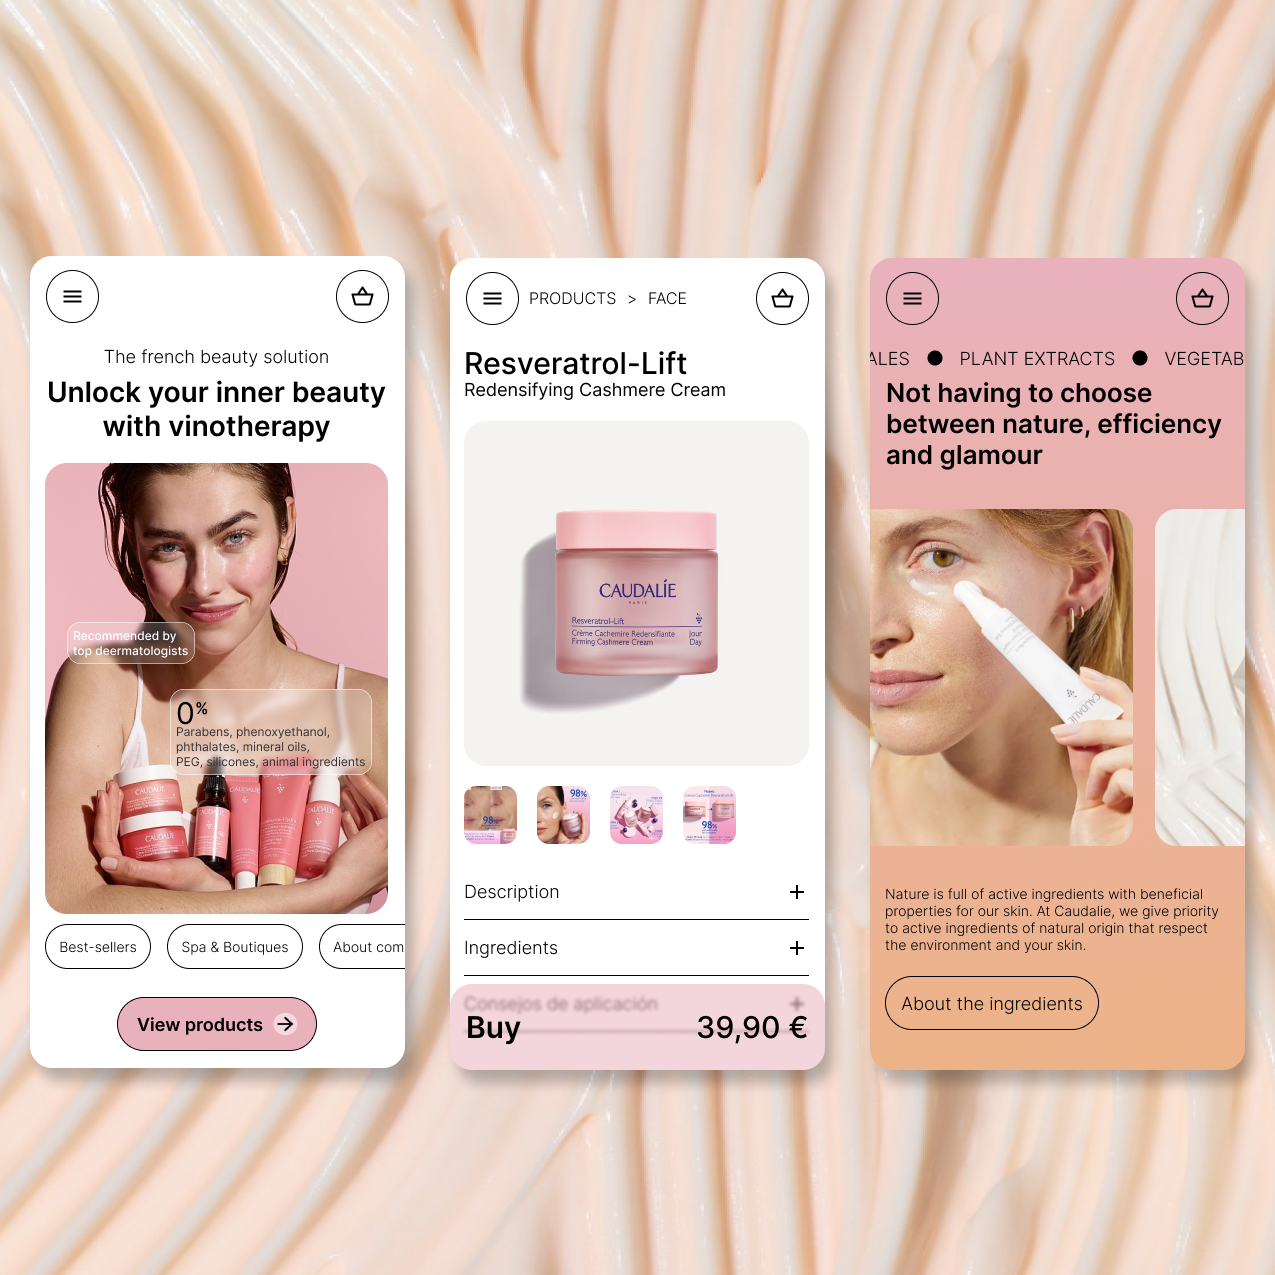 The french beauty solution
Unlock your inner beauty
with vinotherapy
Recommended by
top deermatologists
0%
Parabens, phenoxyethanol,
phthalates, mineral oils,
PEG, silicones, animal ingredients
CAUDALIE
CAUDALIE
CAUDALIE
Best-sellers
Spa & Boutiques
About com
View products
PRODUCTS > FACE
Resveratrol-Lift
Redensifying Cashmere Cream
CAUDALÍE
PARIS
Resveratrol-Lift
Crème Cachemire Redensifiante
Firming Cashmere Cream
Jour
Day
98%
98%
98%
Description
Ingredients
Consejos de aplicación
Buy 39,90 €
ALES ● PLANT EXTRACTS ● VEGETAB
Not having to choose
between nature, efficiency
and glamour
CAUDALÍE
Nature is full of active ingredients with beneficial
properties for our skin. At Caudalie, we give priority
to active ingredients of natural origin that respect
the environment and your skin.
About the ingredients